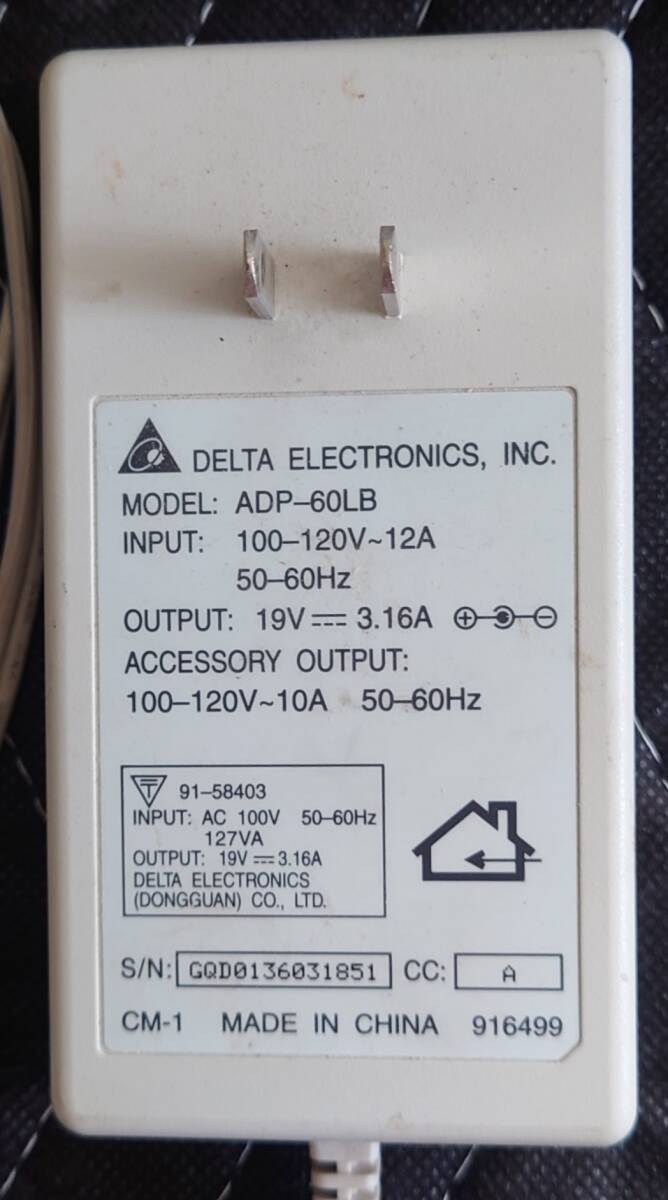 DELTA ELECTRONICS, INC.
MODEL: ADP–60LB
INPUT: 100–120V~12A
50–60Hz
OUTPUT: 19V⎓3.16A
ACCESSORY OUTPUT:
100–120V~10A 50–60Hz
T 91–58403
INPUT: AC 100V 50–60Hz
127VA
OUTPUT: 19V⎓3.16A
DELTA ELECTRONICS
(DONGGUAN) CO., LTD.
S/N: GQD0136031851 CC: A
CM-1 MADE IN CHINA 916499